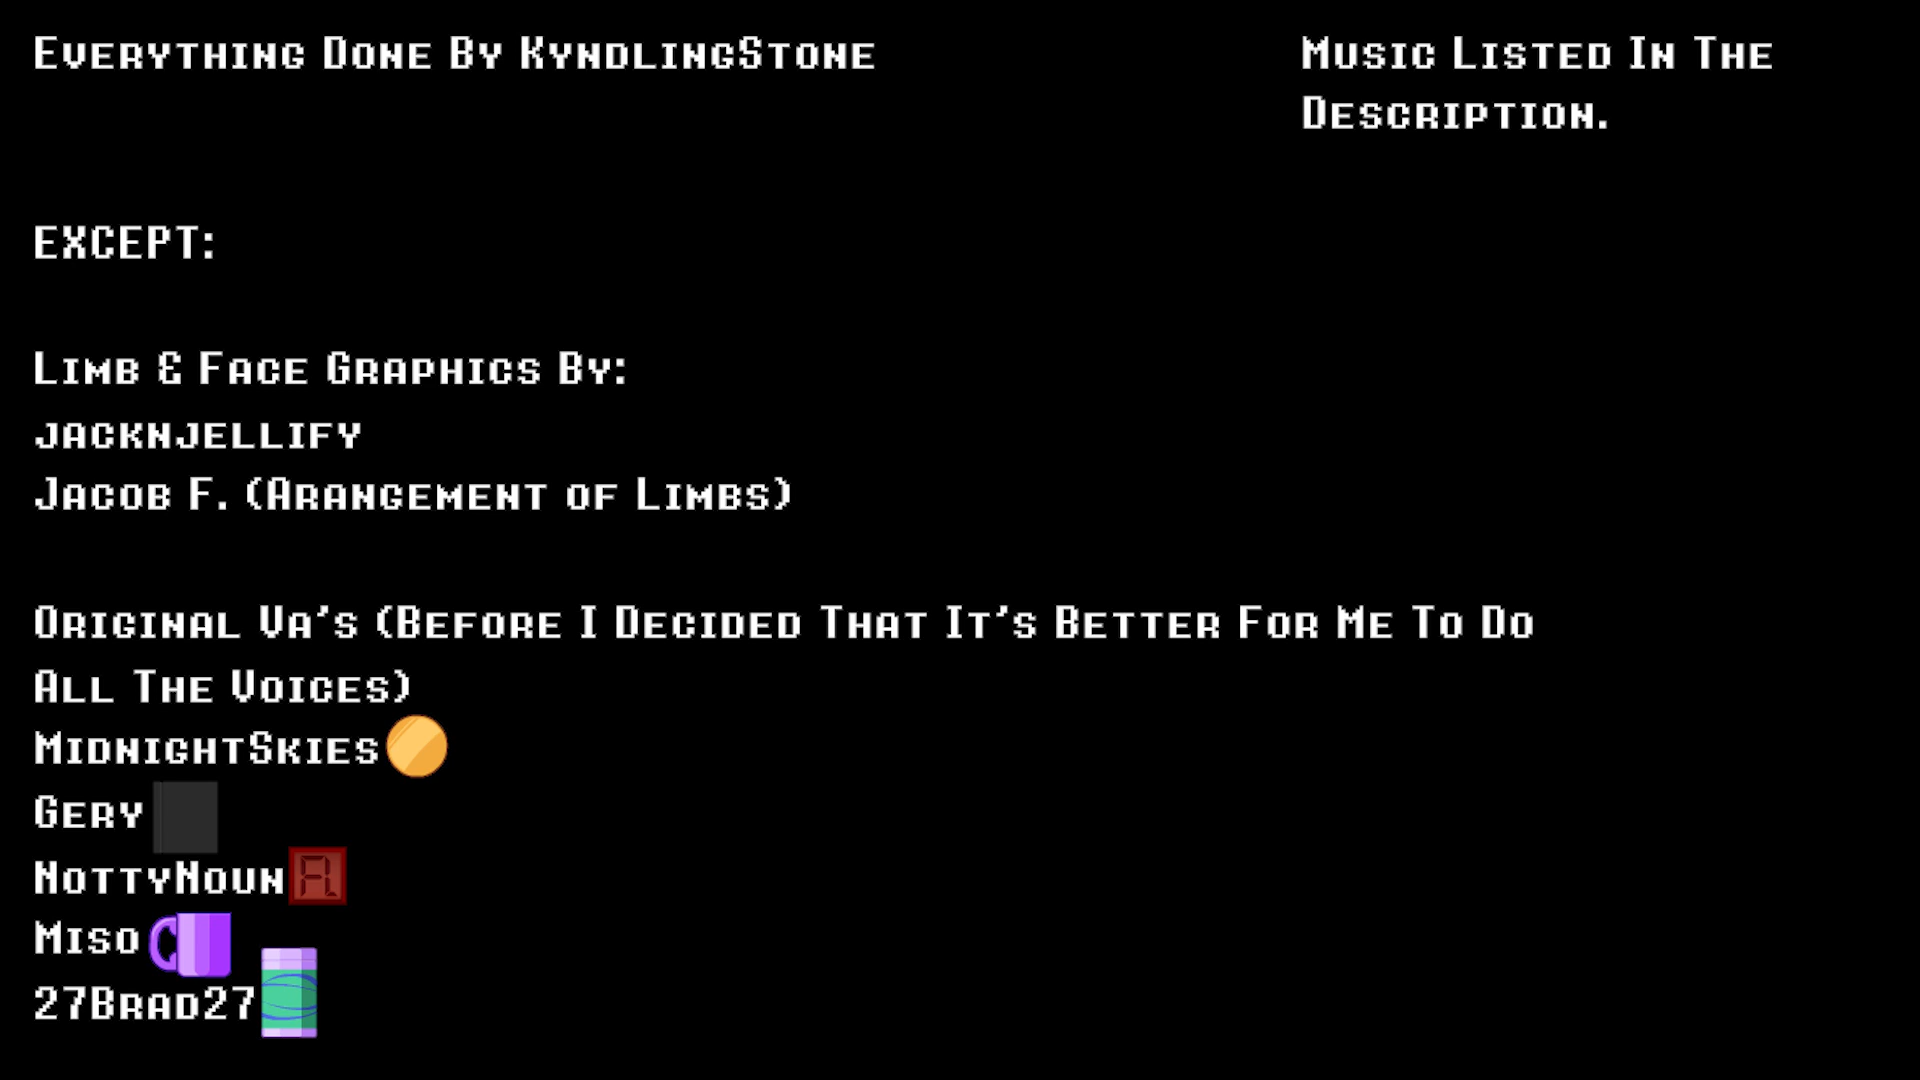 Everything Done By KyndlingStone
Music Listed In The
Description.
EXCEPT:
Limb & Face Graphics By:
jacknjellify
Jacob F. (Arangement of Limbs)
Original Va's (Before I Decided That It's Better For Me To Do
All The Voices)
MidnightSkies
Gery
NottyNoun
Miso
27Brad27